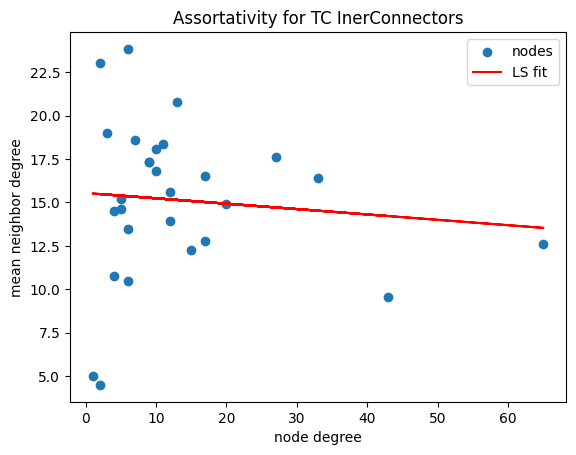 Assortativity for TC InerConnectors
nodes
LS fit
mean neighbor degree
22.5
20.0
17.5
15.0
12.5
10.0
7.5
5.0
0 10 20 30 40 50 60
node degree